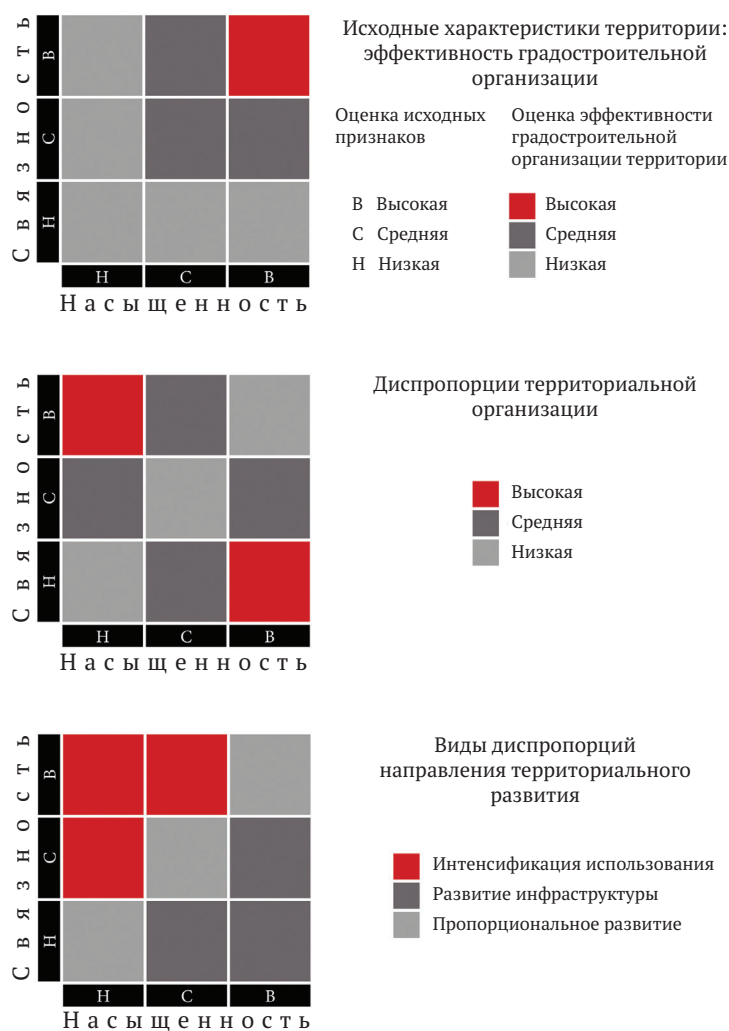 Связность
В
С
Н
Н С В
Насыщенность
Исходные характеристики территории:
эффективность градостроительной
организации
Оценка исходных
признаков
В Высокая
С Средняя
Н Низкая
Оценка эффективности
градостроительной
организации территории
Высокая
Средняя
Низкая
Связность
В
С
Н
Н С В
Насыщенность
Диспропорции территориальной
организации
Высокая
Средняя
Низкая
Связность
В
С
Н
Н С В
Насыщенность
Виды диспропорций
направления территориального
развития
Интенсификация использования
Развитие инфраструктуры
Пропорциональное развитие